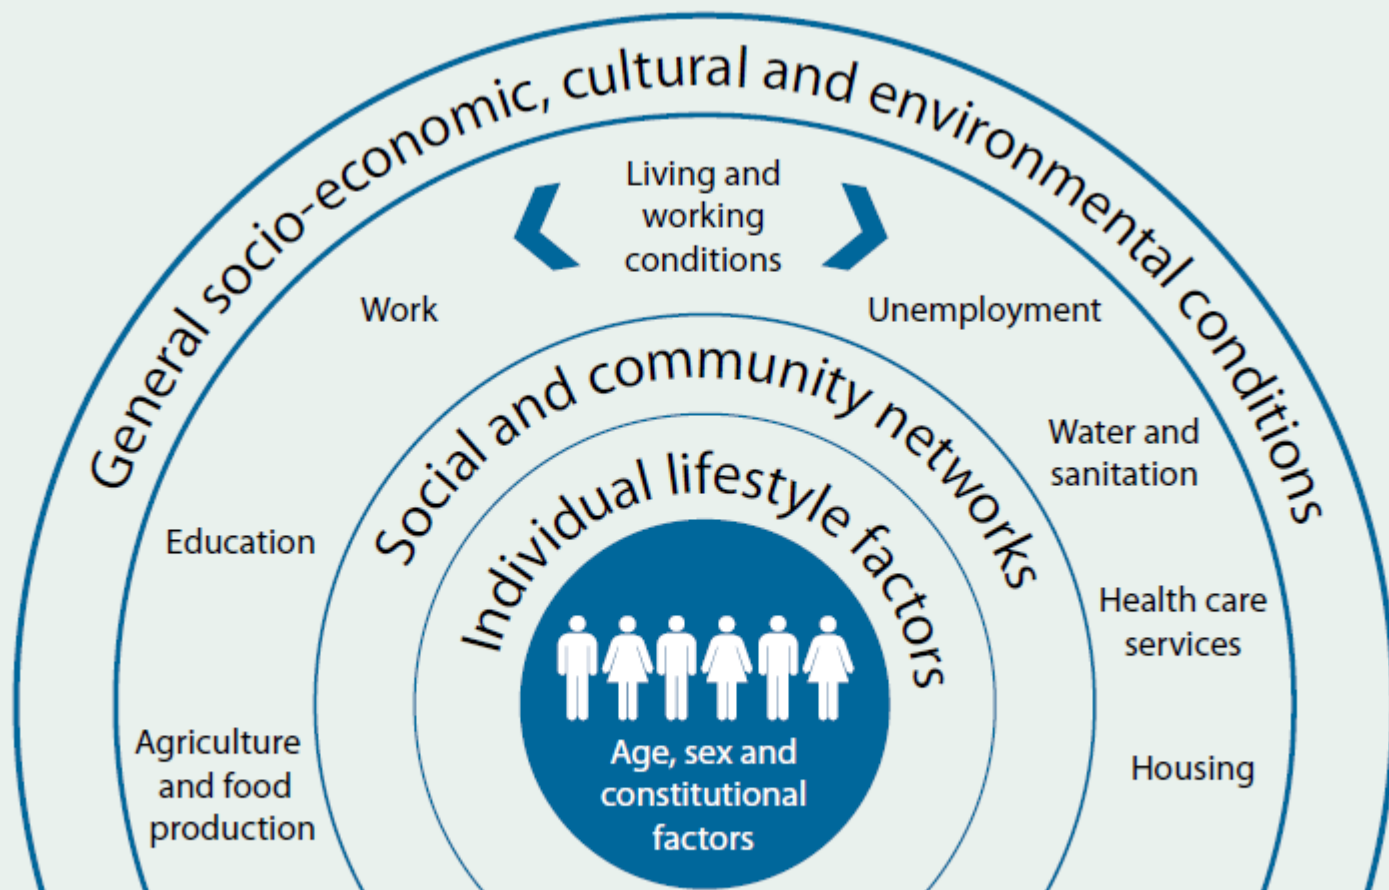 General socio-economic, cultural and environmental conditions
Living and
working
conditions
Work
Unemployment
Social and community networks
Water and
sanitation
Individual lifestyle factors
Education
Health care
services
Agriculture
and food
production
Housing
Age, sex and
constitutional
factors